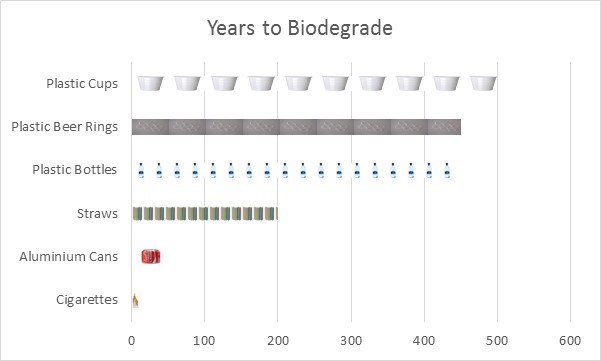 Years to Biodegrade
Plastic Cups
Plastic Beer Rings
Plastic Bottles
Straws
Aluminium Cans
Cigarettes
0 100 200 300 400 500 600